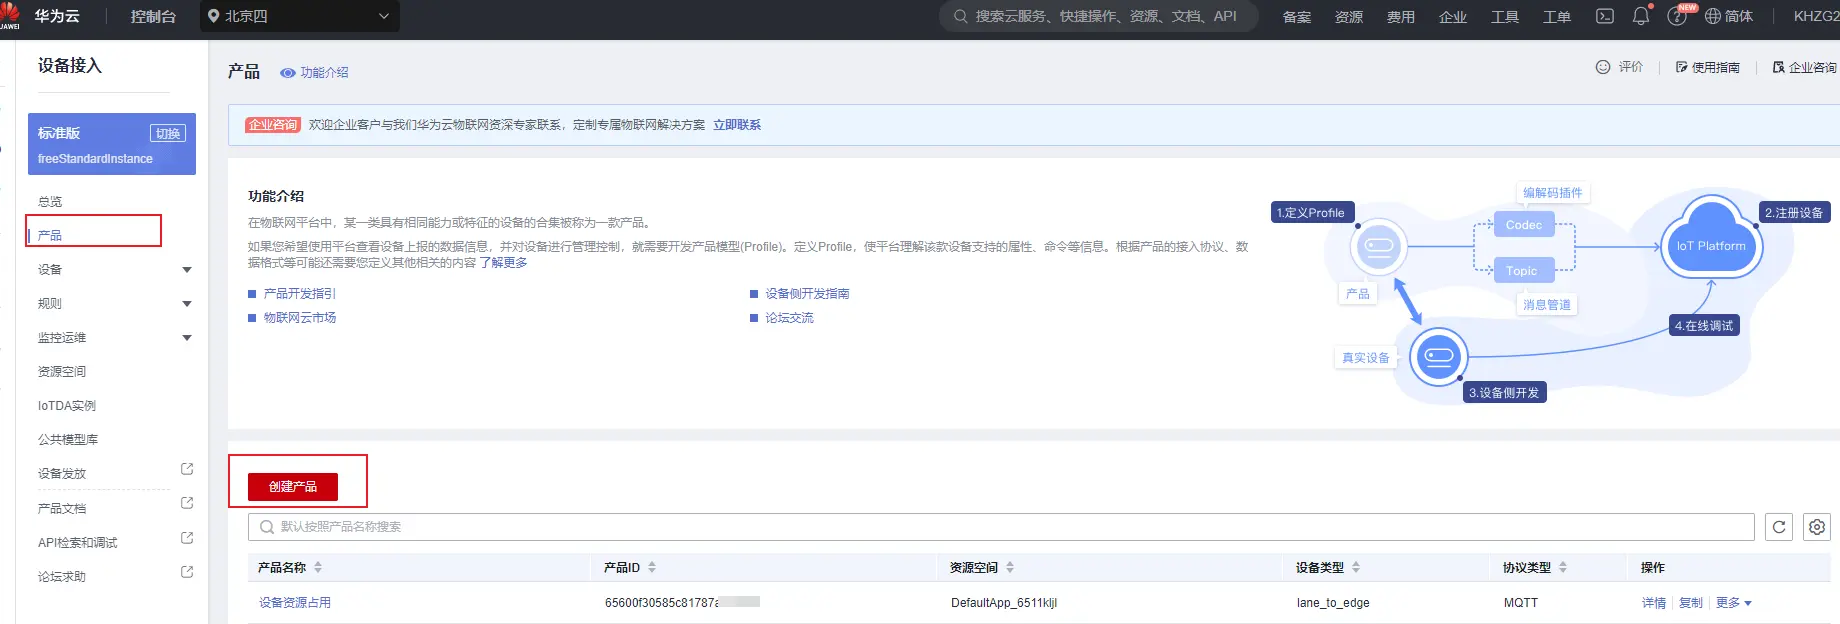 华为云 控制台 北京四 搜索云服务、快捷操作、资源、文档、API 备案 资源 费用 企业 工具 工单 NEW 简体 KHZG2
设备接入
标准版 切换
freeStandardInstance
总览
产品
设备
规则
监控运维
资源空间
IoTDA实例
公共模型库
设备发放
产品文档
API检索和调试
论坛求助
产品 功能介绍 评价 使用指南 企业咨询
企业咨询 欢迎企业客户与我们华为云物联网资深专家联系，定制专属物联网解决方案 立即联系
功能介绍
在物联网平台中，某一类具有相同能力或特征的设备的合集被称为一款产品。
如果您希望使用平台查看设备上报的数据信息，并对设备进行管理控制，就需要开发产品模型(Profile)。定义Profile，使平台理解该款设备支持的属性、命令等信息。根据产品的接入协议、数
据格式等可能还需要您定义其他相关的内容 了解更多
产品开发指引 设备侧开发指南
物联网云市场 论坛交流
1.定义Profile
编解码插件
Codec
2.注册设备
IoT Platform
Topic
产品
消息管道
4.在线调试
真实设备
3.设备侧开发
创建产品
默认按照产品名称搜索
产品名称 产品ID 资源空间 设备类型 协议类型 操作
设备资源占用 65600f30585c81787a DefaultApp_6511kljl lane_to_edge MQTT 详情 复制 更多